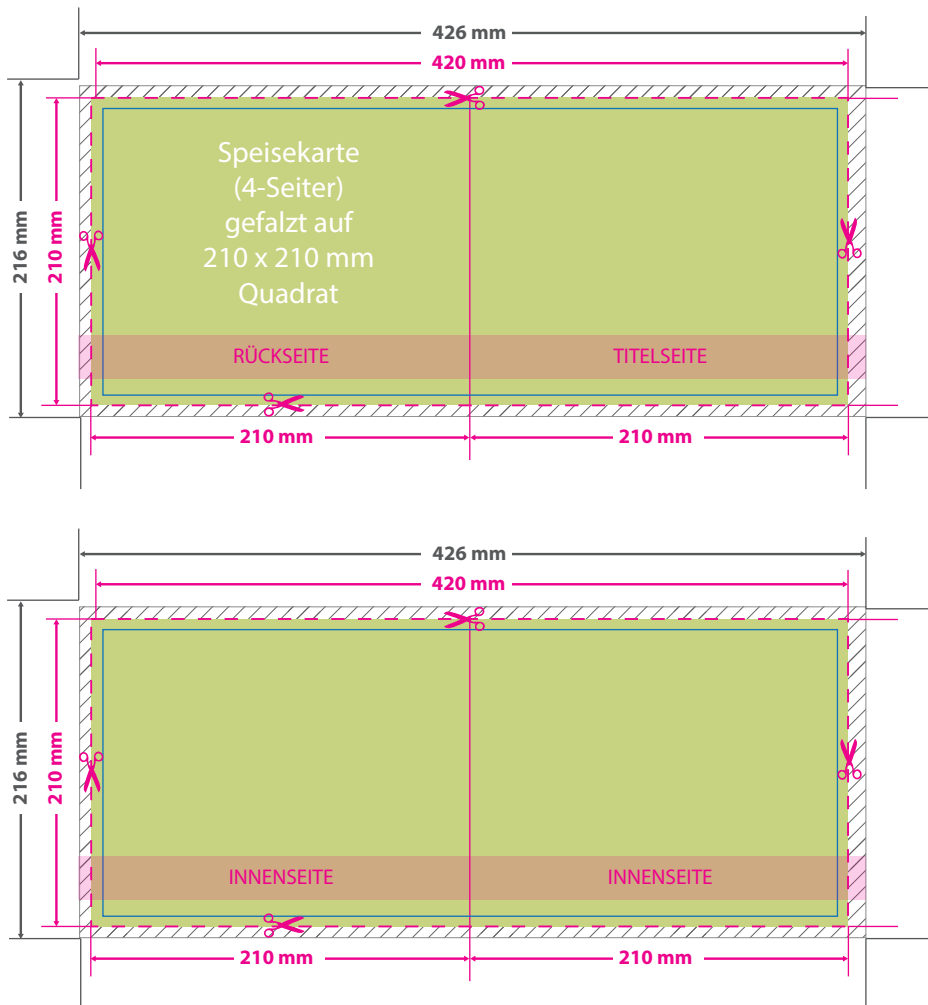 426 mm
420 mm
216 mm
210 mm
Speisekarte
(4-Seiter)
gefalzt auf
210 x 210 mm
Quadrat
RÜCKSEITE
TITELSEITE
210 mm
210 mm
426 mm
420 mm
216 mm
210 mm
INNENSEITE
INNENSEITE
210 mm
210 mm